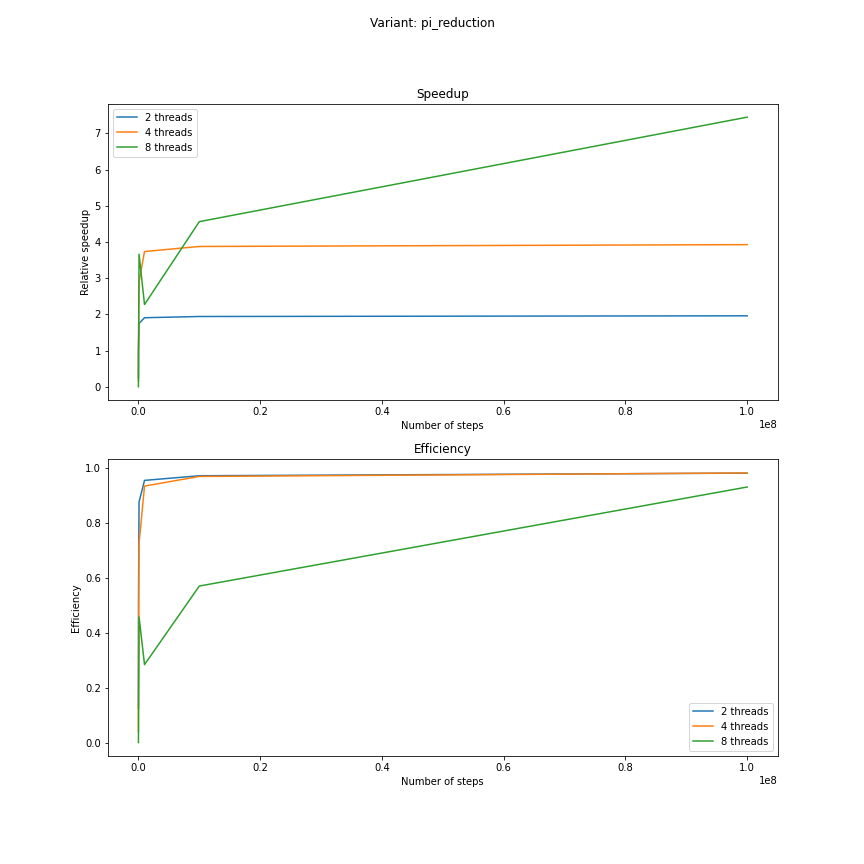 Variant: pi_reduction
Speedup
2 threads
4 threads
8 threads
7
6
5
4
3
2
1
0
Relative speedup
0.0 0.2 0.4 0.6 0.8 1.0
1e8
Number of steps
Efficiency
1.0
0.8
0.6
0.4
0.2
0.0
Efficiency
2 threads
4 threads
8 threads
0.0 0.2 0.4 0.6 0.8 1.0
1e8
Number of steps